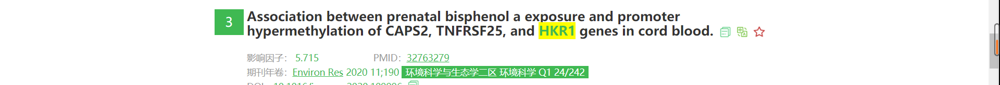 3
Association between prenatal bisphenol a exposure and promoter
hypermethylation of CAPS2, TNFRSF25, and HKR1 genes in cord blood.
影响因子： 5.715 PMID：32763279
期刊年卷：Environ Res 2020 11;190 环境科学与生态学二区 环境科学 Q1 24/242